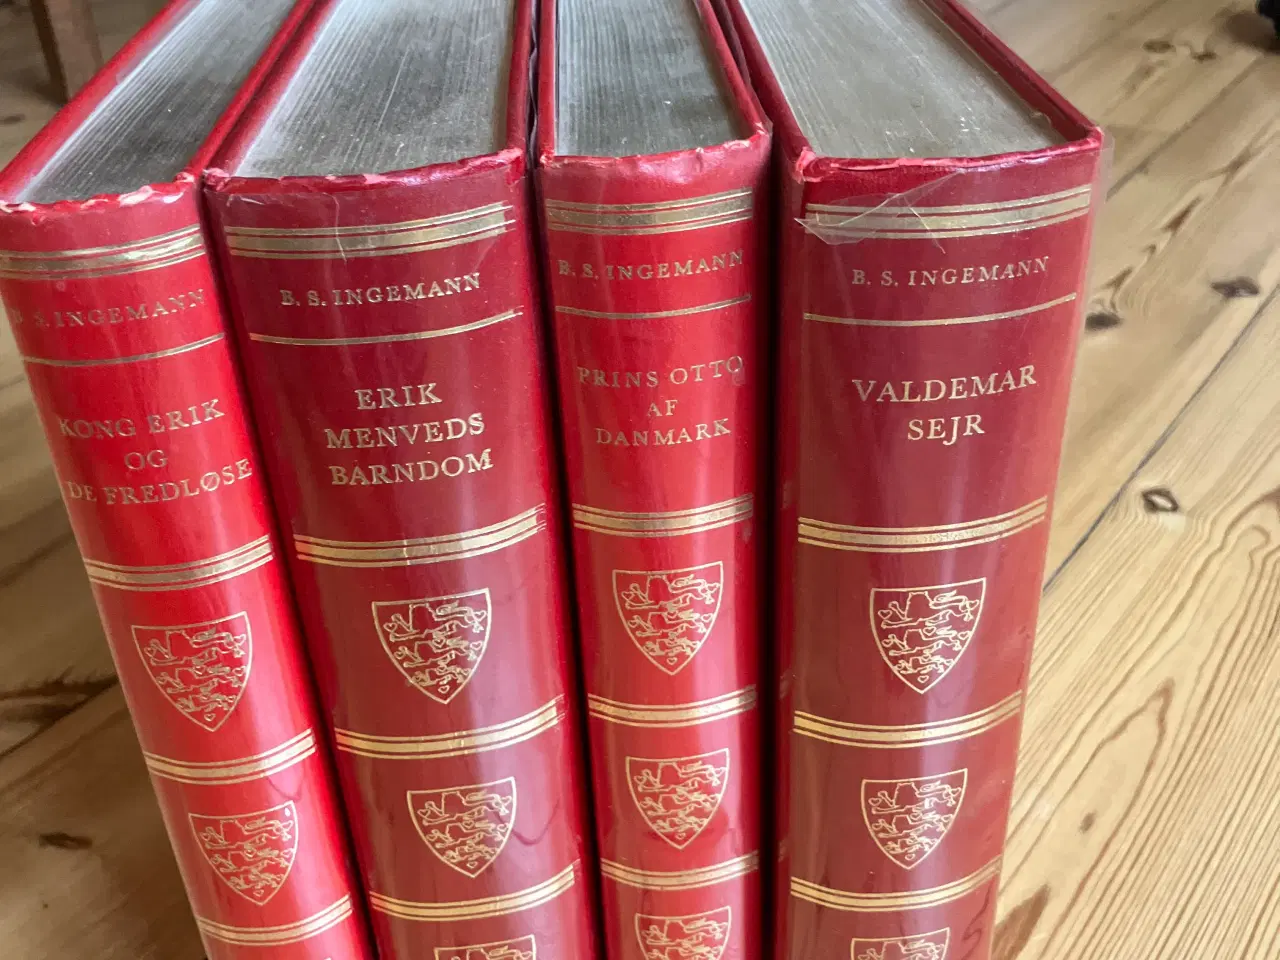 B. S. INGEMANN
KONG ERIK
OG
DE FREDLØSE
B. S. INGEMANN
ERIK
MENVEDS
BARNDOM
B. S. INGEMANN
PRINS OTTO
AF
DANMARK
B. S. INGEMANN
VALDEMAR
SEJR